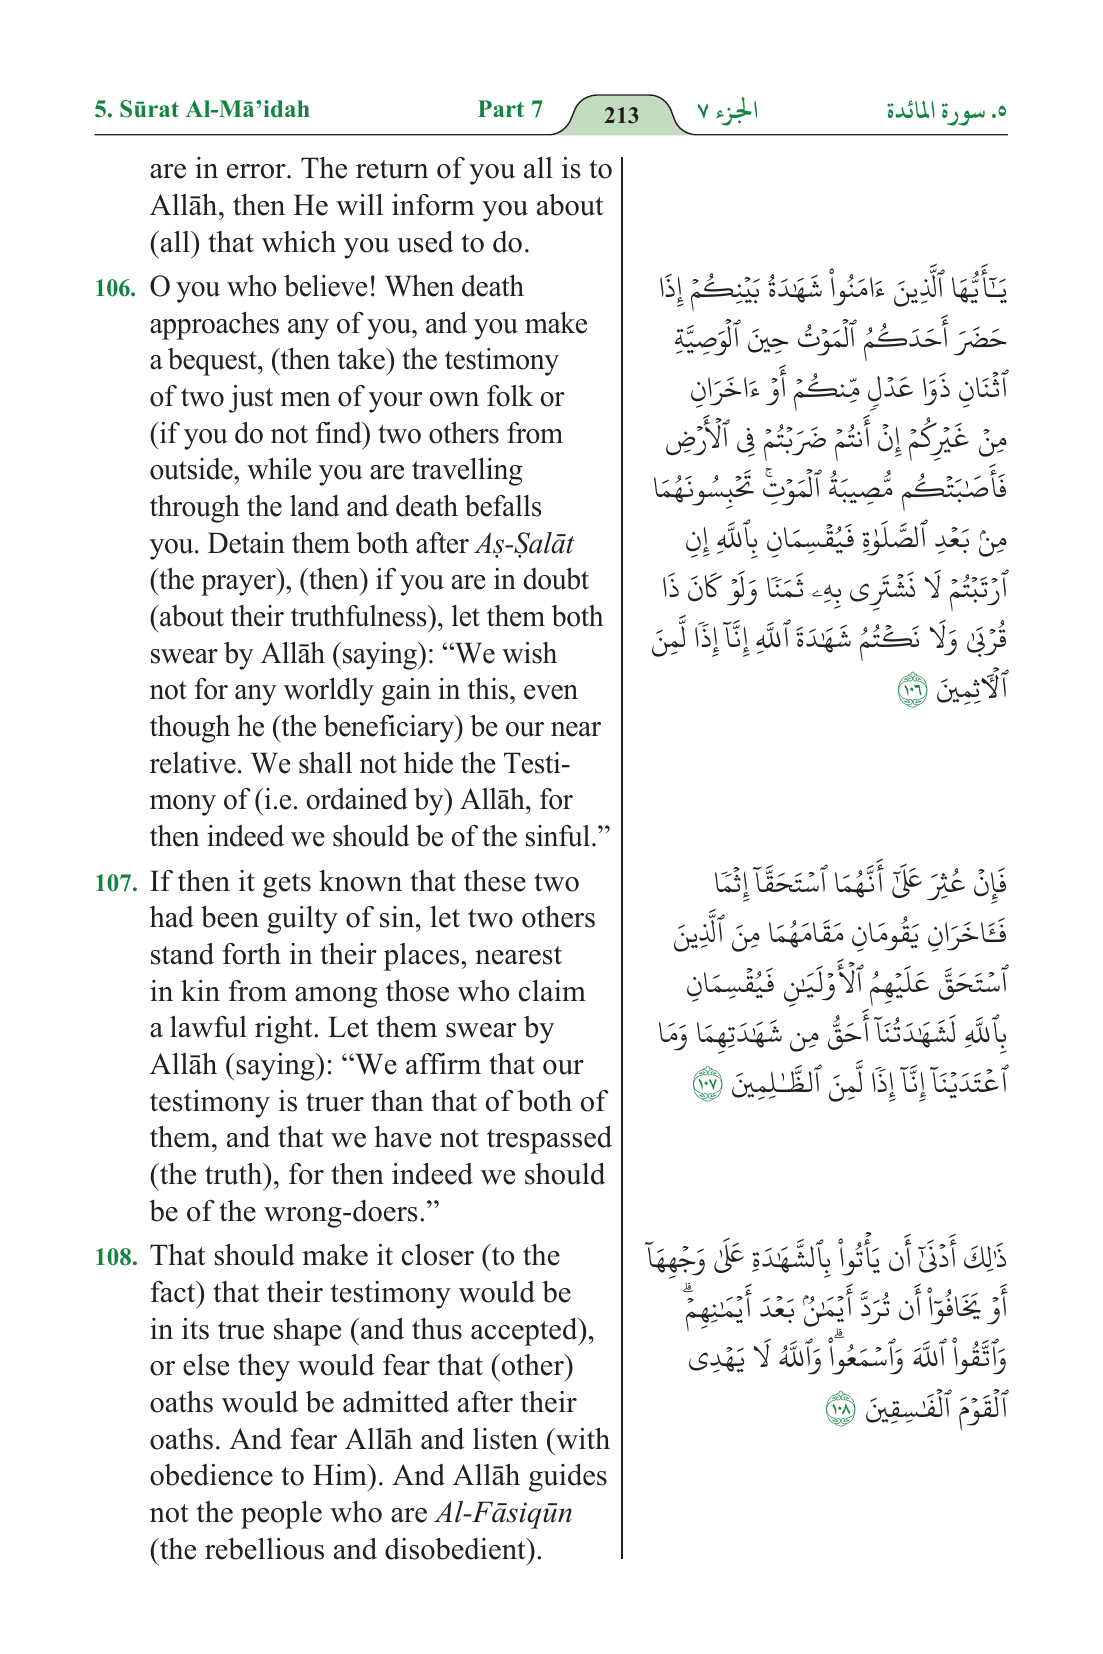 5. Sūrat Al-Mā’idah Part 7 213 الجزء ٧ ٥. سورة المائدة
are in error. The return of you all is to
Allāh, then He will inform you about
(all) that which you used to do.
106. O you who believe! When death
approaches any of you, and you make
a bequest, (then take) the testimony
of two just men of your own folk or
(if you do not find) two others from
outside, while you are travelling
through the land and death befalls
you. Detain them both after Aṣ-Ṣalāt
(the prayer), (then) if you are in doubt
(about their truthfulness), let them both
swear by Allāh (saying): “We wish
not for any worldly gain in this, even
though he (the beneficiary) be our near
relative. We shall not hide the Testi-
mony of (i.e. ordained by) Allāh, for
then indeed we should be of the sinful.”
يَـٰٓأَيُّهَا ٱلَّذِينَ ءَامَنُوا۟ شَهَـٰدَةُ بَيْنِكُمْ إِذَا
حَضَرَ أَحَدَكُمُ ٱلْمَوْتُ حِينَ ٱلْوَصِيَّةِ
ٱثْنَانِ ذَوَا عَدْلٍ مِّنكُمْ أَوْ ءَاخَرَانِ
مِنْ غَيْرِكُمْ إِنْ أَنتُمْ ضَرَبْتُمْ فِى ٱلْأَرْضِ
فَأَصَـٰبَتْكُم مُّصِيبَةُ ٱلْمَوْتِ ۚ تَحْبِسُونَهُمَا
مِنۢ بَعْدِ ٱلصَّلَوٰةِ فَيُقْسِمَانِ بِٱللَّهِ إِنِ
ٱرْتَبْتُمْ لَا نَشْتَرِى بِهِۦ ثَمَنًا وَلَوْ كَانَ ذَا
قُرْبَىٰ وَلَا نَكْتُمُ شَهَـٰدَةَ ٱللَّهِ إِنَّآ إِذًا لَّمِنَ
ٱلْـَٔاثِمِينَ ١٠٦
107. If then it gets known that these two
had been guilty of sin, let two others
stand forth in their places, nearest
in kin from among those who claim
a lawful right. Let them swear by
Allāh (saying): “We affirm that our
testimony is truer than that of both of
them, and that we have not trespassed
(the truth), for then indeed we should
be of the wrong-doers.”
فَإِنْ عُثِرَ عَلَىٰٓ أَنَّهُمَا ٱسْتَحَقَّآ إِثْمًا
فَـَٔاخَرَانِ يَقُومَانِ مَقَامَهُمَا مِنَ ٱلَّذِينَ
ٱسْتَحَقَّ عَلَيْهِمُ ٱلْأَوْلَيَـٰنِ فَيُقْسِمَانِ
بِٱللَّهِ لَشَهَـٰدَتُنَآ أَحَقُّ مِن شَهَـٰدَتِهِمَا وَمَا
ٱعْتَدَيْنَآ إِنَّآ إِذًا لَّمِنَ ٱلظَّـٰلِمِينَ ١٠٧
108. That should make it closer (to the
fact) that their testimony would be
in its true shape (and thus accepted),
or else they would fear that (other)
oaths would be admitted after their
oaths. And fear Allāh and listen (with
obedience to Him). And Allāh guides
not the people who are Al-Fāsiqūn
(the rebellious and disobedient).
ذَٰلِكَ أَدْنَىٰٓ أَن يَأْتُوا۟ بِٱلشَّهَـٰدَةِ عَلَىٰ وَجْهِهَآ
أَوْ يَخَافُوٓا۟ أَن تُرَدَّ أَيْمَـٰنٌۢ بَعْدَ أَيْمَـٰنِهِمْ ۗ
وَٱتَّقُوا۟ ٱللَّهَ وَٱسْمَعُوا۟ ۗ وَٱللَّهُ لَا يَهْدِى
ٱلْقَوْمَ ٱلْفَـٰسِقِينَ ١٠٨